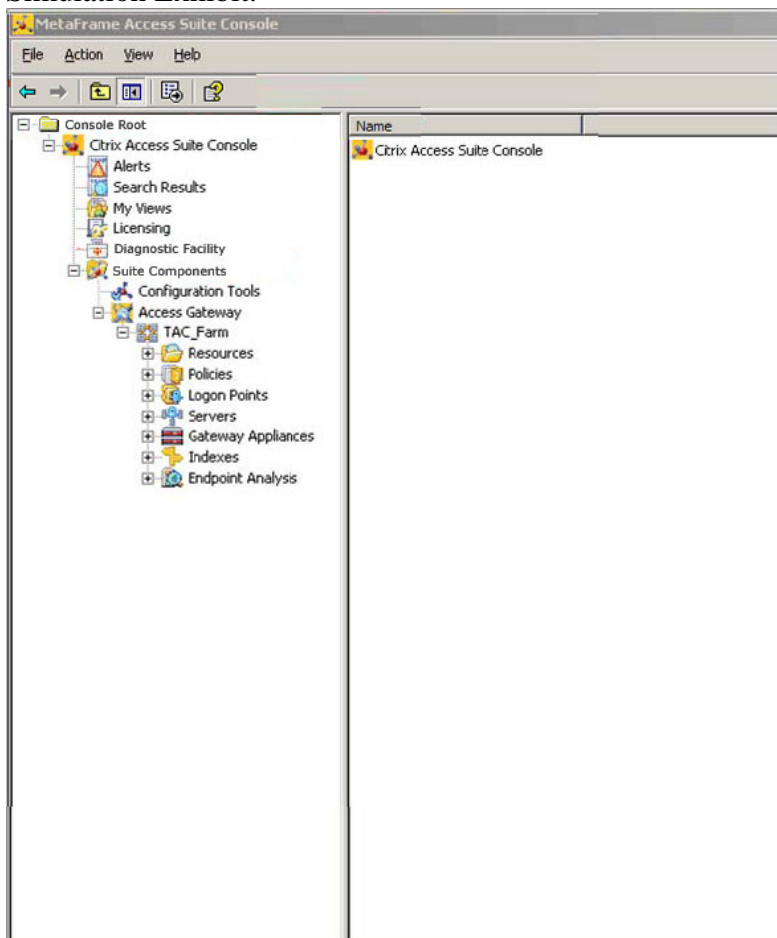 MetaFrame Access Suite Console
File Action View Help
Console Root
Citrix Access Suite Console
Alerts
Search Results
My Views
Licensing
Diagnostic Facility
Suite Components
Configuration Tools
Access Gateway
TAC_Farm
Resources
Policies
Logon Points
Servers
Gateway Appliances
Indexes
Endpoint Analysis
Name
Citrix Access Suite Console